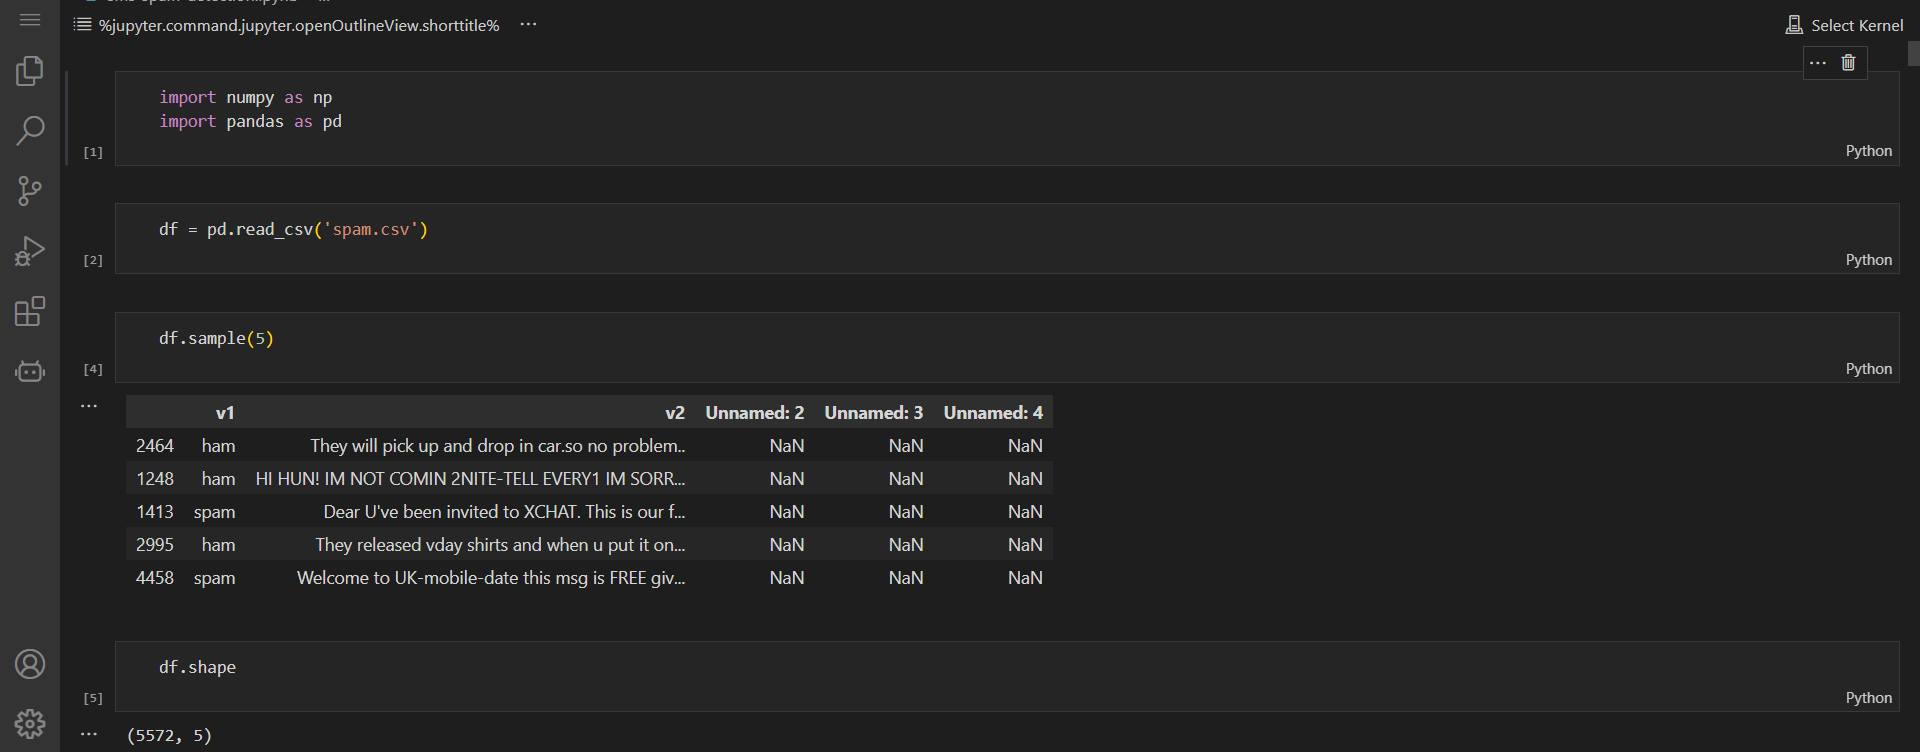 %jupyter.command.jupyter.openOutlineView.shorttitle% ...
Select Kernel
...
import numpy as np
import pandas as pd
[1]
Python
df = pd.read_csv('spam.csv')
[2]
Python
df.sample(5)
[4]
Python
...
v1 v2 Unnamed: 2 Unnamed: 3 Unnamed: 4
2464 ham They will pick up and drop in car.so no problem.. NaN NaN NaN
1248 ham HI HUN! IM NOT COMIN 2NITE-TELL EVERY1 IM SORR... NaN NaN NaN
1413 spam Dear U've been invited to XCHAT. This is our f... NaN NaN NaN
2995 ham They released vday shirts and when u put it on... NaN NaN NaN
4458 spam Welcome to UK-mobile-date this msg is FREE giv... NaN NaN NaN
df.shape
[5]
Python
...
(5572, 5)